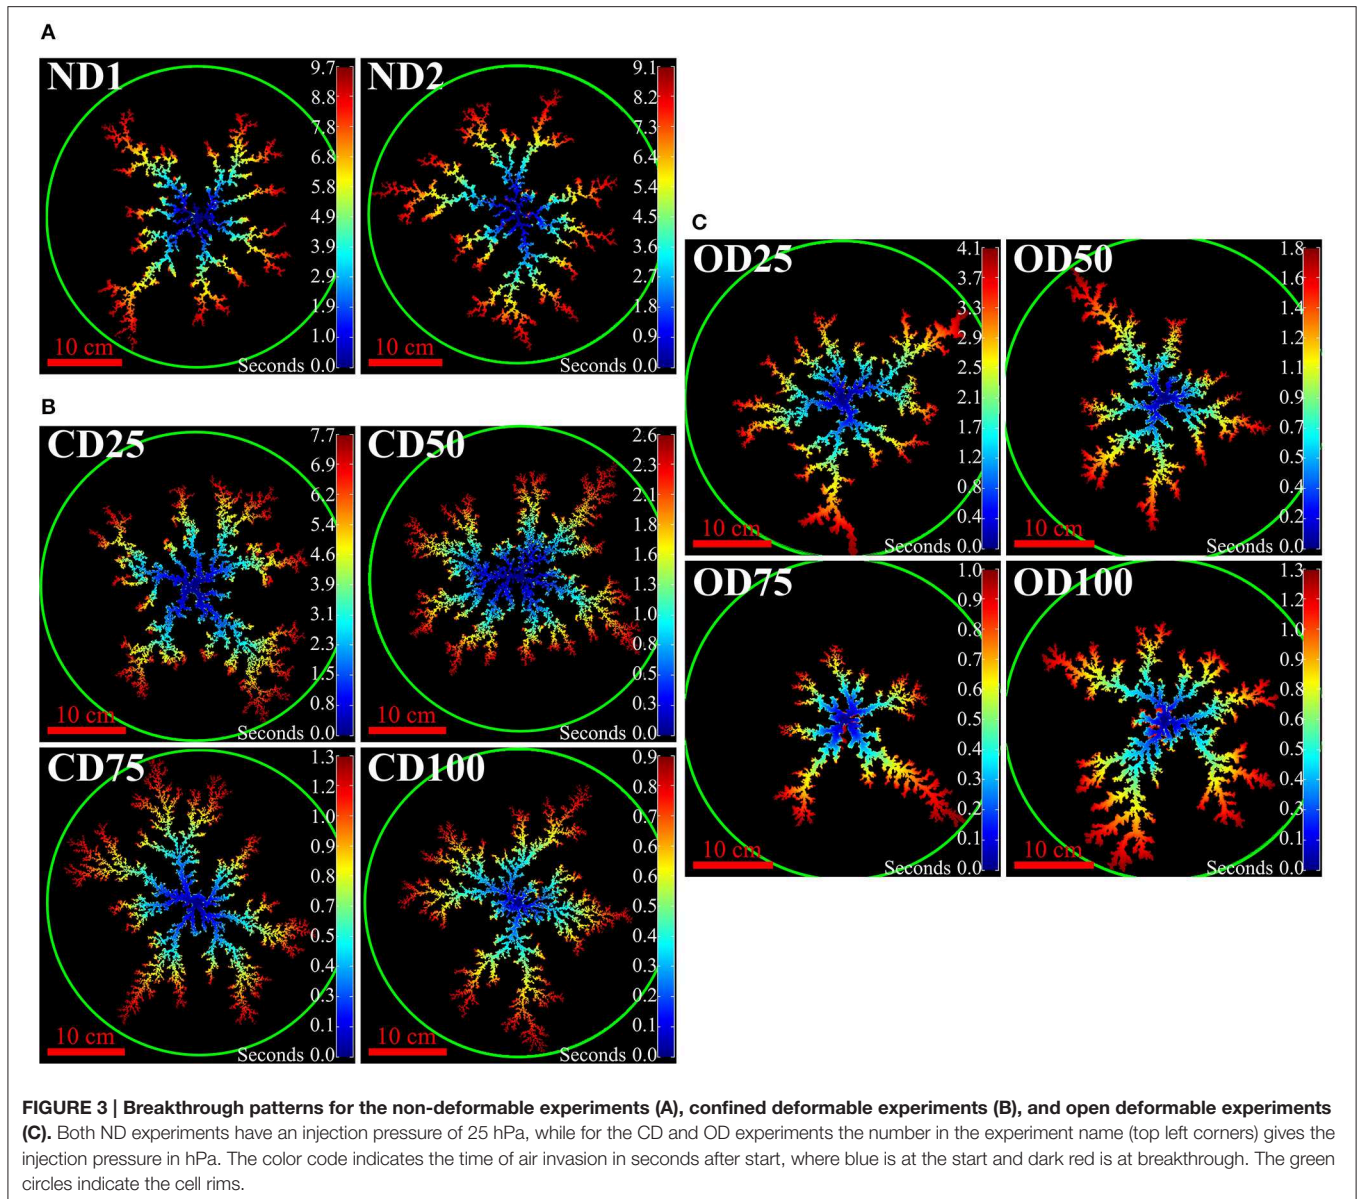 A
ND1
9.7
8.8
7.8
6.8
5.8
4.9
3.9
2.9
1.9
1.0
0.0
10 cm
Seconds
ND2
9.1
8.2
7.3
6.4
5.4
4.5
3.6
2.7
1.8
0.9
0.0
10 cm
Seconds
B
CD25
7.7
6.9
6.2
5.4
4.6
3.9
3.1
2.3
1.5
0.8
0.0
10 cm
Seconds
CD50
2.6
2.3
2.1
1.8
1.6
1.3
1.0
0.8
0.5
0.3
0.0
10 cm
Seconds
CD75
1.3
1.2
1.0
0.9
0.8
0.7
0.5
0.4
0.3
0.1
0.0
10 cm
Seconds
CD100
0.9
0.8
0.7
0.6
0.6
0.5
0.4
0.3
0.2
0.1
0.0
10 cm
Seconds
C
OD25
4.1
3.7
3.3
2.9
2.5
2.1
1.7
1.2
0.8
0.4
0.0
10 cm
Seconds
OD50
1.8
1.6
1.4
1.2
1.1
0.9
0.7
0.5
0.4
0.2
0.0
10 cm
Seconds
OD75
1.0
0.9
0.8
0.7
0.6
0.5
0.4
0.3
0.2
0.1
0.0
10 cm
Seconds
OD100
1.3
1.2
1.0
0.9
0.8
0.6
0.5
0.4
0.3
0.1
0.0
10 cm
Seconds
FIGURE 3 | Breakthrough patterns for the non-deformable experiments (A), confined deformable experiments (B), and open deformable experiments
(C). Both ND experiments have an injection pressure of 25 hPa, while for the CD and OD experiments the number in the experiment name (top left corners) gives the
injection pressure in hPa. The color code indicates the time of air invasion in seconds after start, where blue is at the start and dark red is at breakthrough. The green
circles indicate the cell rims.